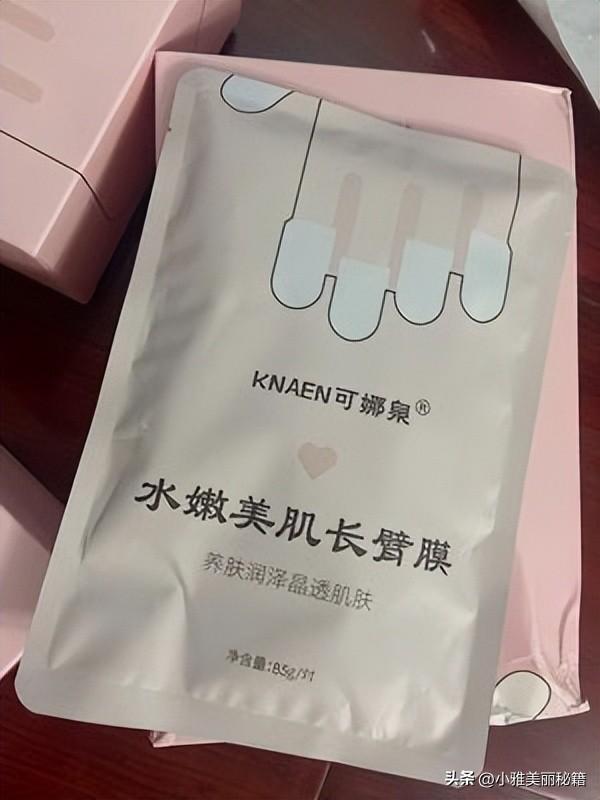 KNAEN可娜泉®
水嫩美肌长臂膜
养肤润泽晶透肌肤
净含量:85g/对
头条 @小雅美丽秘籍